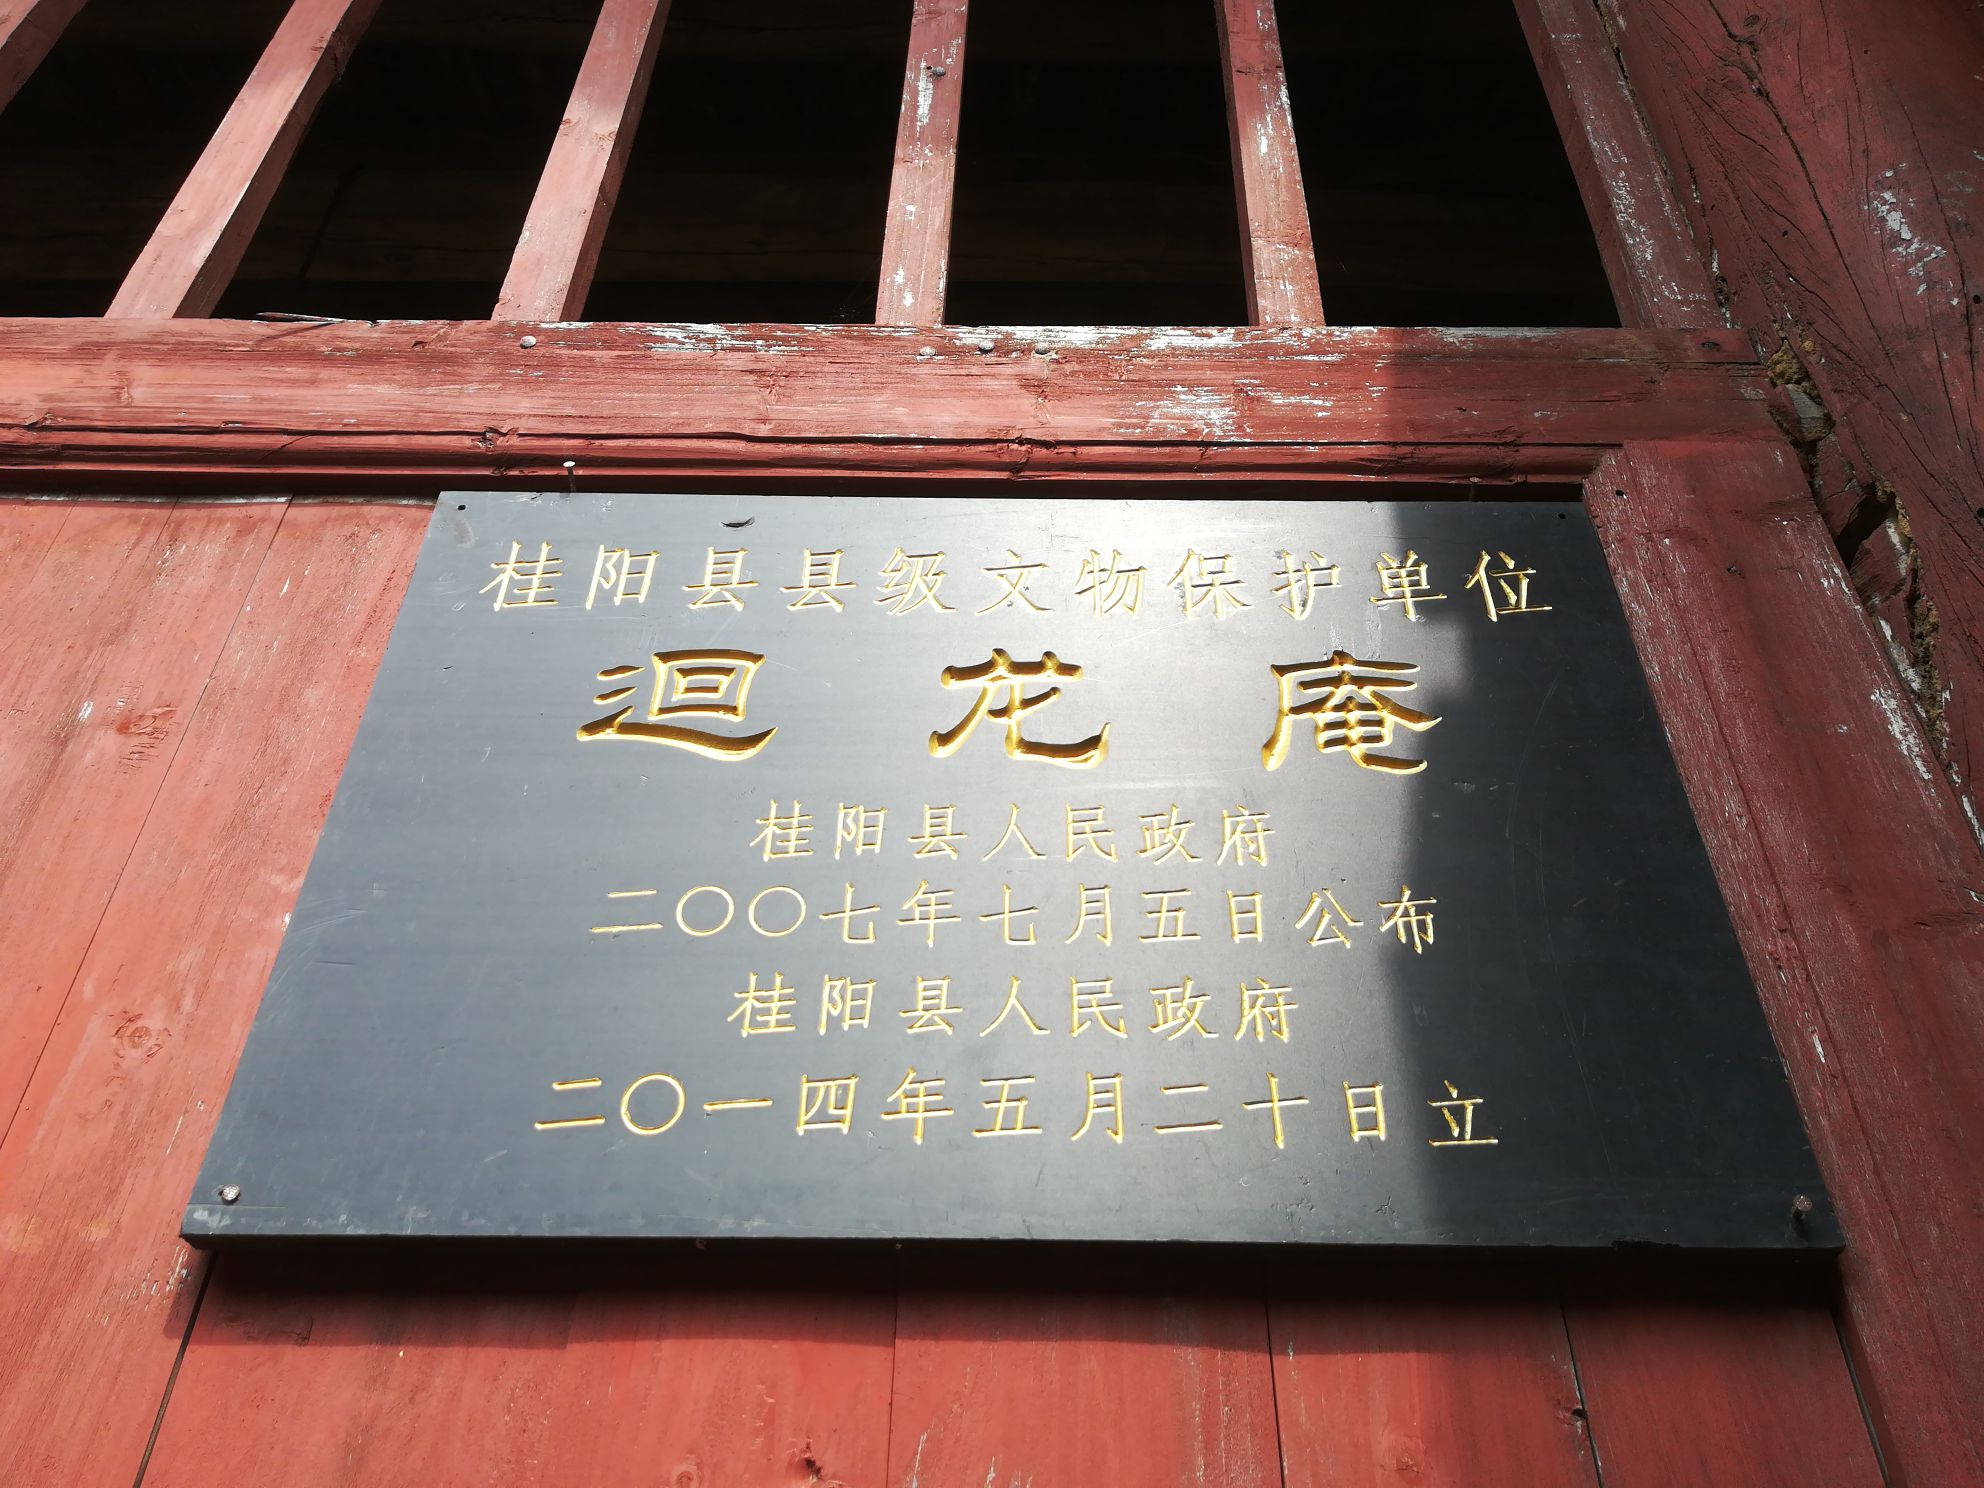 桂阳县县级文物保护单位
迴龙庵
桂阳县人民政府
二〇〇七年七月五日公布
桂阳县人民政府
二〇一四年五月二十日立